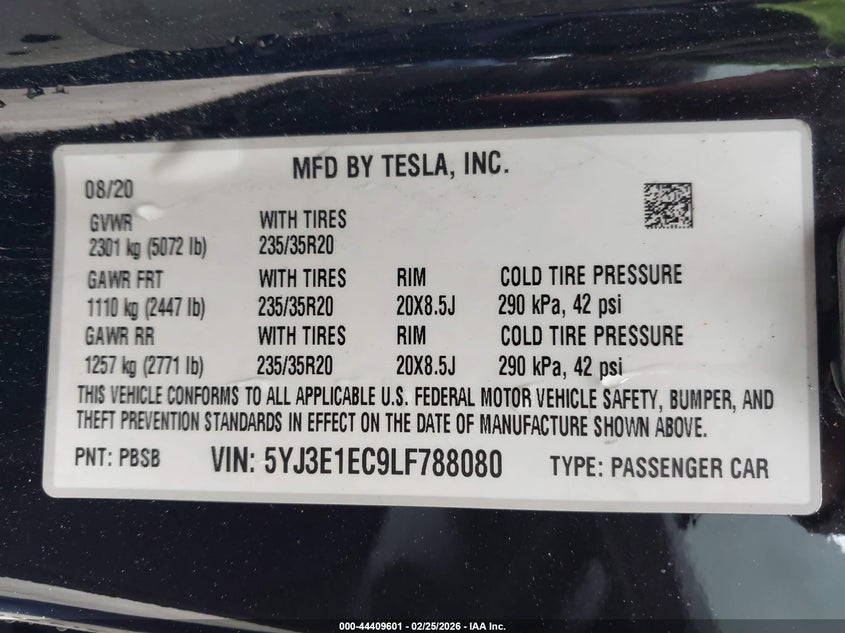 MFD BY TESLA, INC.
08/20
GVWR WITH TIRES
2301 kg (5072 lb) 235/35R20
GAWR FRT WITH TIRES RIM COLD TIRE PRESSURE
1110 kg (2447 lb) 235/35R20 20X8.5J 290 kPa, 42 psi
GAWR RR WITH TIRES RIM COLD TIRE PRESSURE
1257 kg (2771 lb) 235/35R20 20X8.5J 290 kPa, 42 psi
THIS VEHICLE CONFORMS TO ALL APPLICABLE U.S. FEDERAL MOTOR VEHICLE SAFETY, BUMPER, AND
THEFT PREVENTION STANDARDS IN EFFECT ON THE DATE OF MANUFACTURE SHOWN ABOVE.
PNT: PBSB VIN: 5YJ3E1EC9LF788080 TYPE: PASSENGER CAR
000-44409601 - 02/25/2026 - IAA Inc.